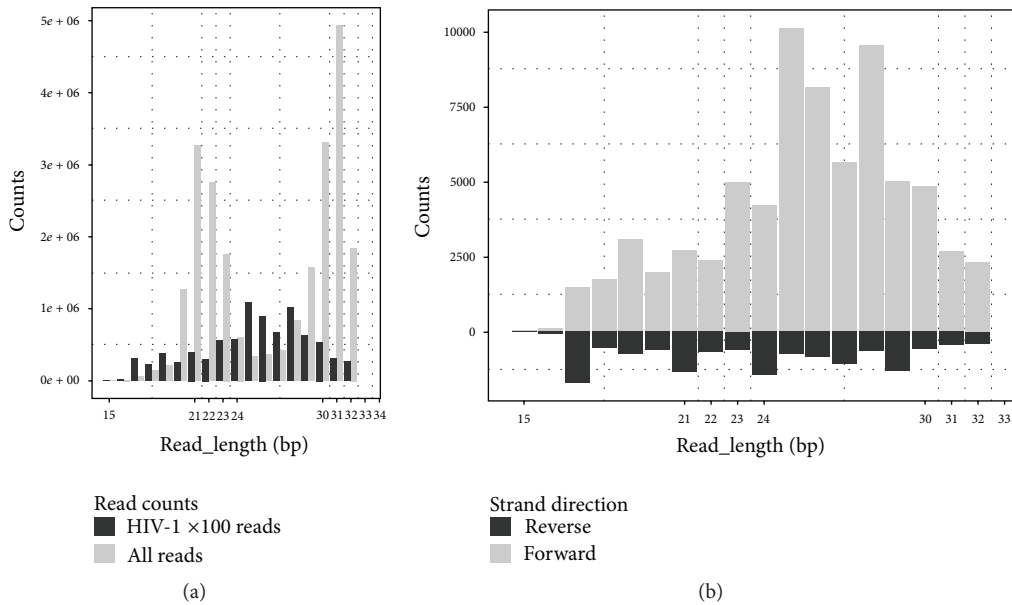 5e + 06
4e + 06
3e + 06
2e + 06
1e + 06
0e + 00
Counts
15 21 22 23 24 30 31 32 33 34
Read_length (bp)
Read counts
HIV-1 ×100 reads
All reads
(a)
10000
7500
5000
2500
0
Counts
15 21 22 23 24 30 31 32 33
Read_length (bp)
Strand direction
Reverse
Forward
(b)